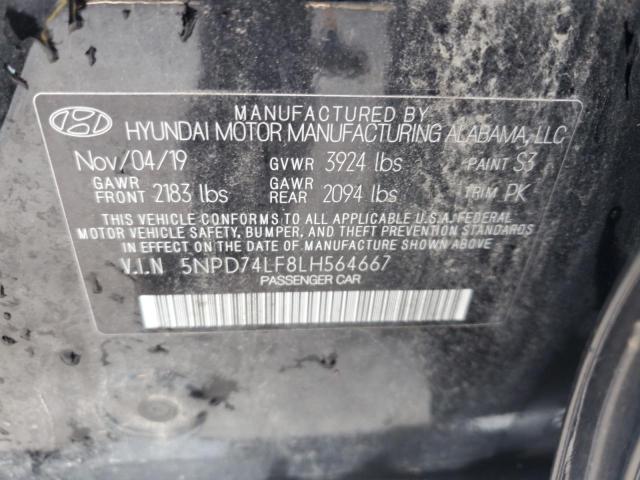 MANUFACTURED BY
HYUNDAI MOTOR MANUFACTURING ALABAMA, LLC
Nov/04/19 GVWR 3924 lbs PAINT S3
GAWR FRONT 2183 lbs GAWR REAR 2094 lbs TRIM PK
THIS VEHICLE CONFORMS TO ALL APPLICABLE U.S.A. FEDERAL
MOTOR VEHICLE SAFETY, BUMPER, AND THEFT PREVENTION STANDARDS
IN EFFECT ON THE DATE OF MANUFACTURE SHOWN ABOVE.
V.I.N 5NPD74LF8LH564667
PASSENGER CAR